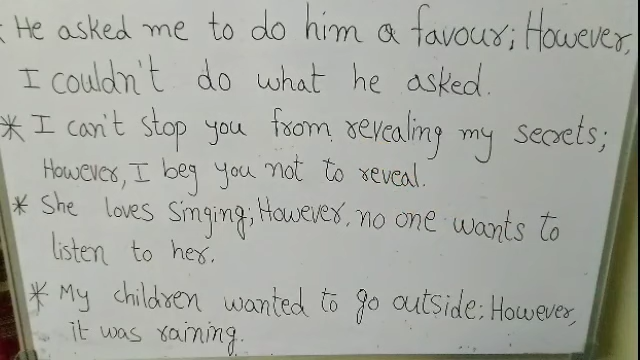 * He asked me to do him a favour; However,
I couldn't do what he asked.
* I can't stop you from revealing my secrets;
However, I beg you not to reveal.
* She loves singing; However, no one wants to
listen to her.
* My children wanted to go outside; However,
it was raining.